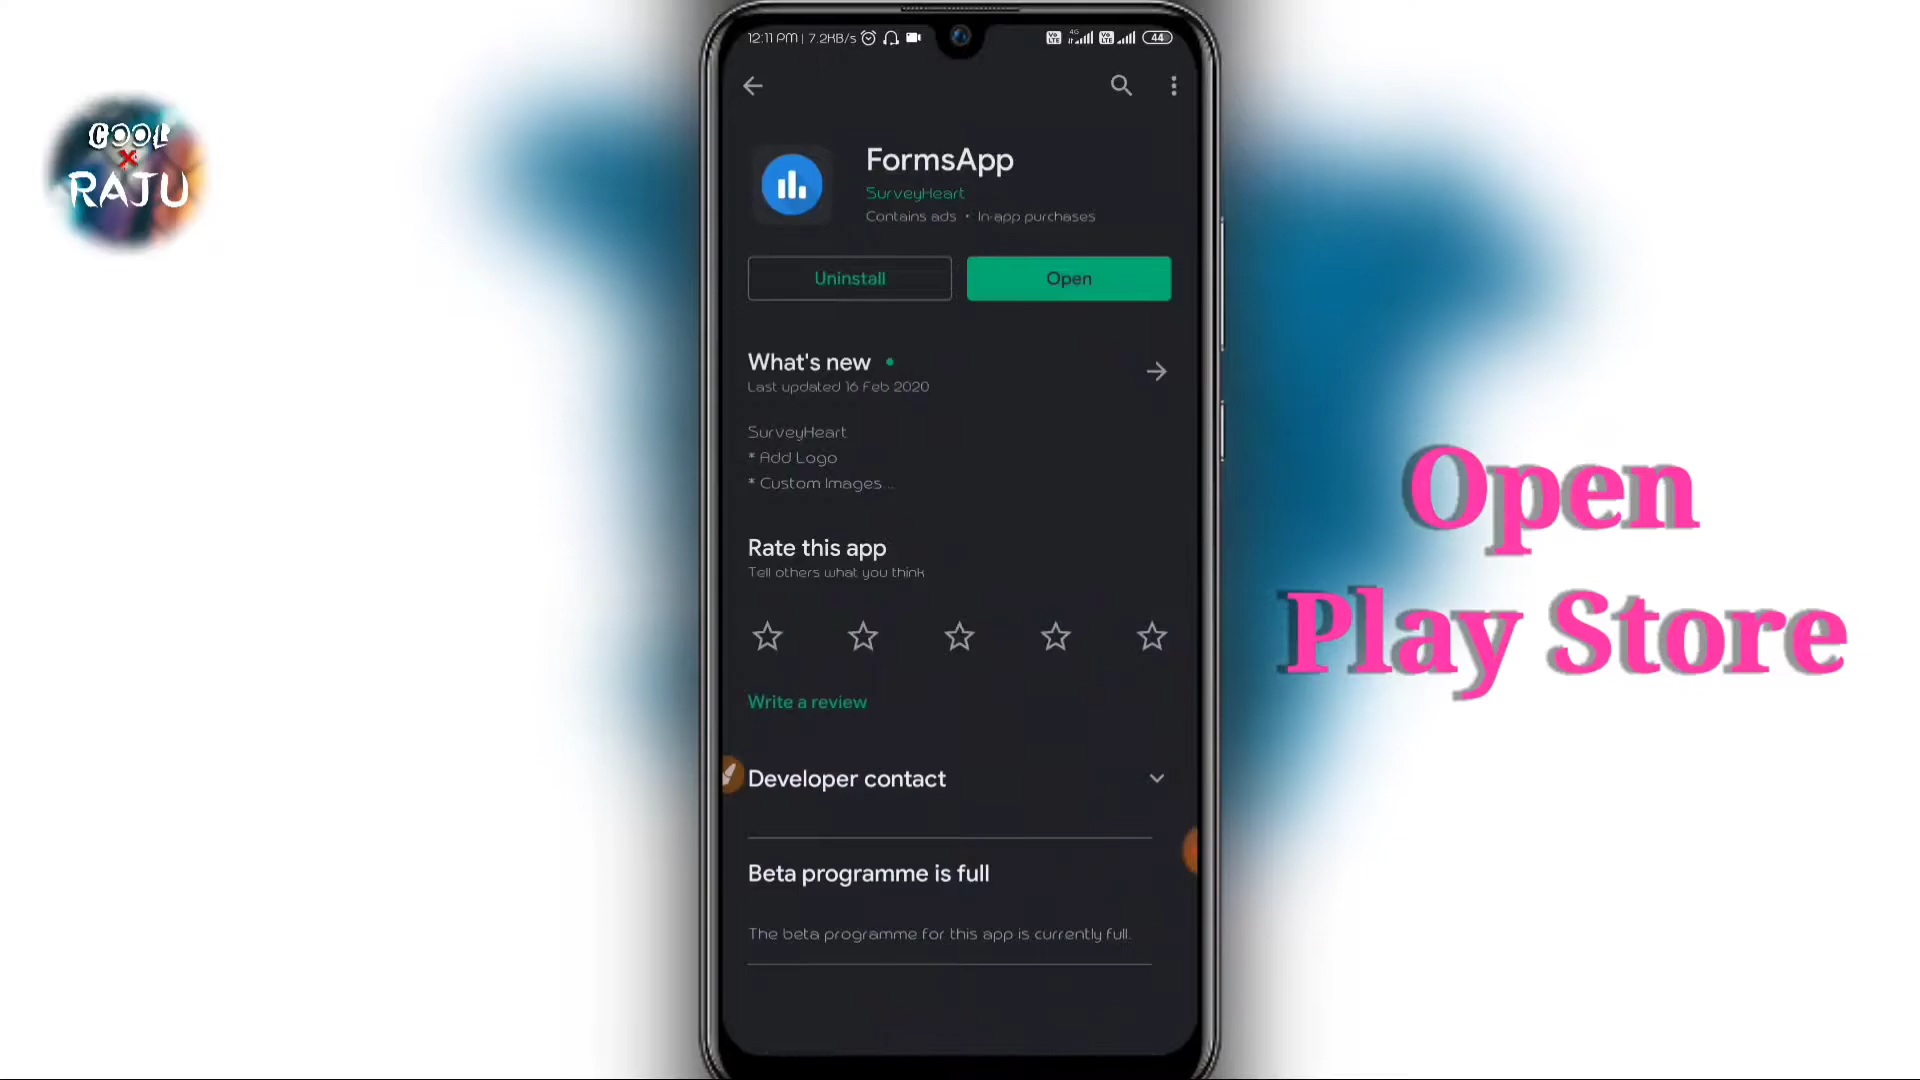 COOL
X
RAJU
12:11 PM | 7.2KB/s
4G
44
FormsApp
SurveyHeart
Contains ads • In-app purchases
Uninstall
Open
What's new
Last updated 16 Feb 2020
SurveyHeart
* Add Logo
* Custom Images...
Rate this app
Tell others what you think
Write a review
Developer contact
Beta programme is full
The beta programme for this app is currently full.
Open
Play Store